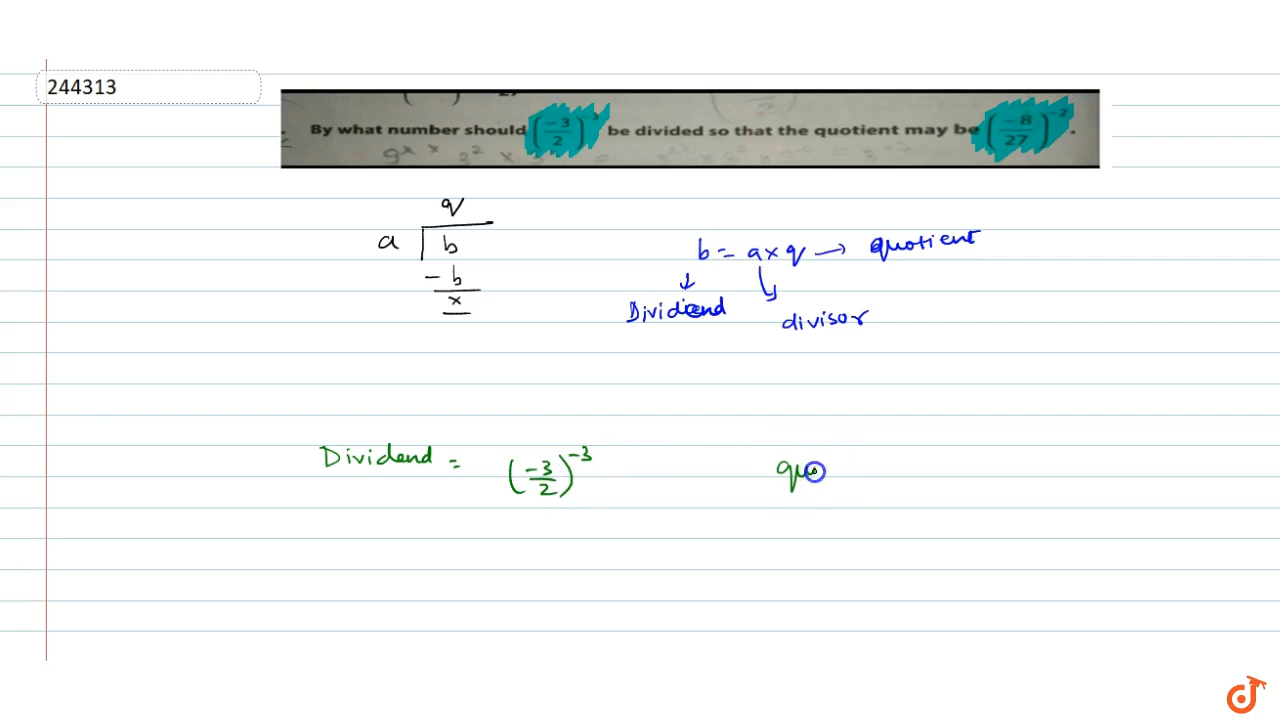 244313
By what number should (-3/2)^-3 be divided so that the quotient may be (-8/27)^-2.
q
a b
- b
x
b = a x q → quotient
Dividend
divisor
Dividend = (-3/2)^-3 qu